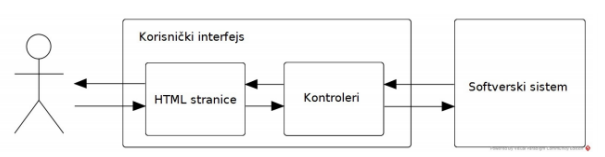 Korisnički interfejs
HTML stranice
Kontroleri
Softverski sistem